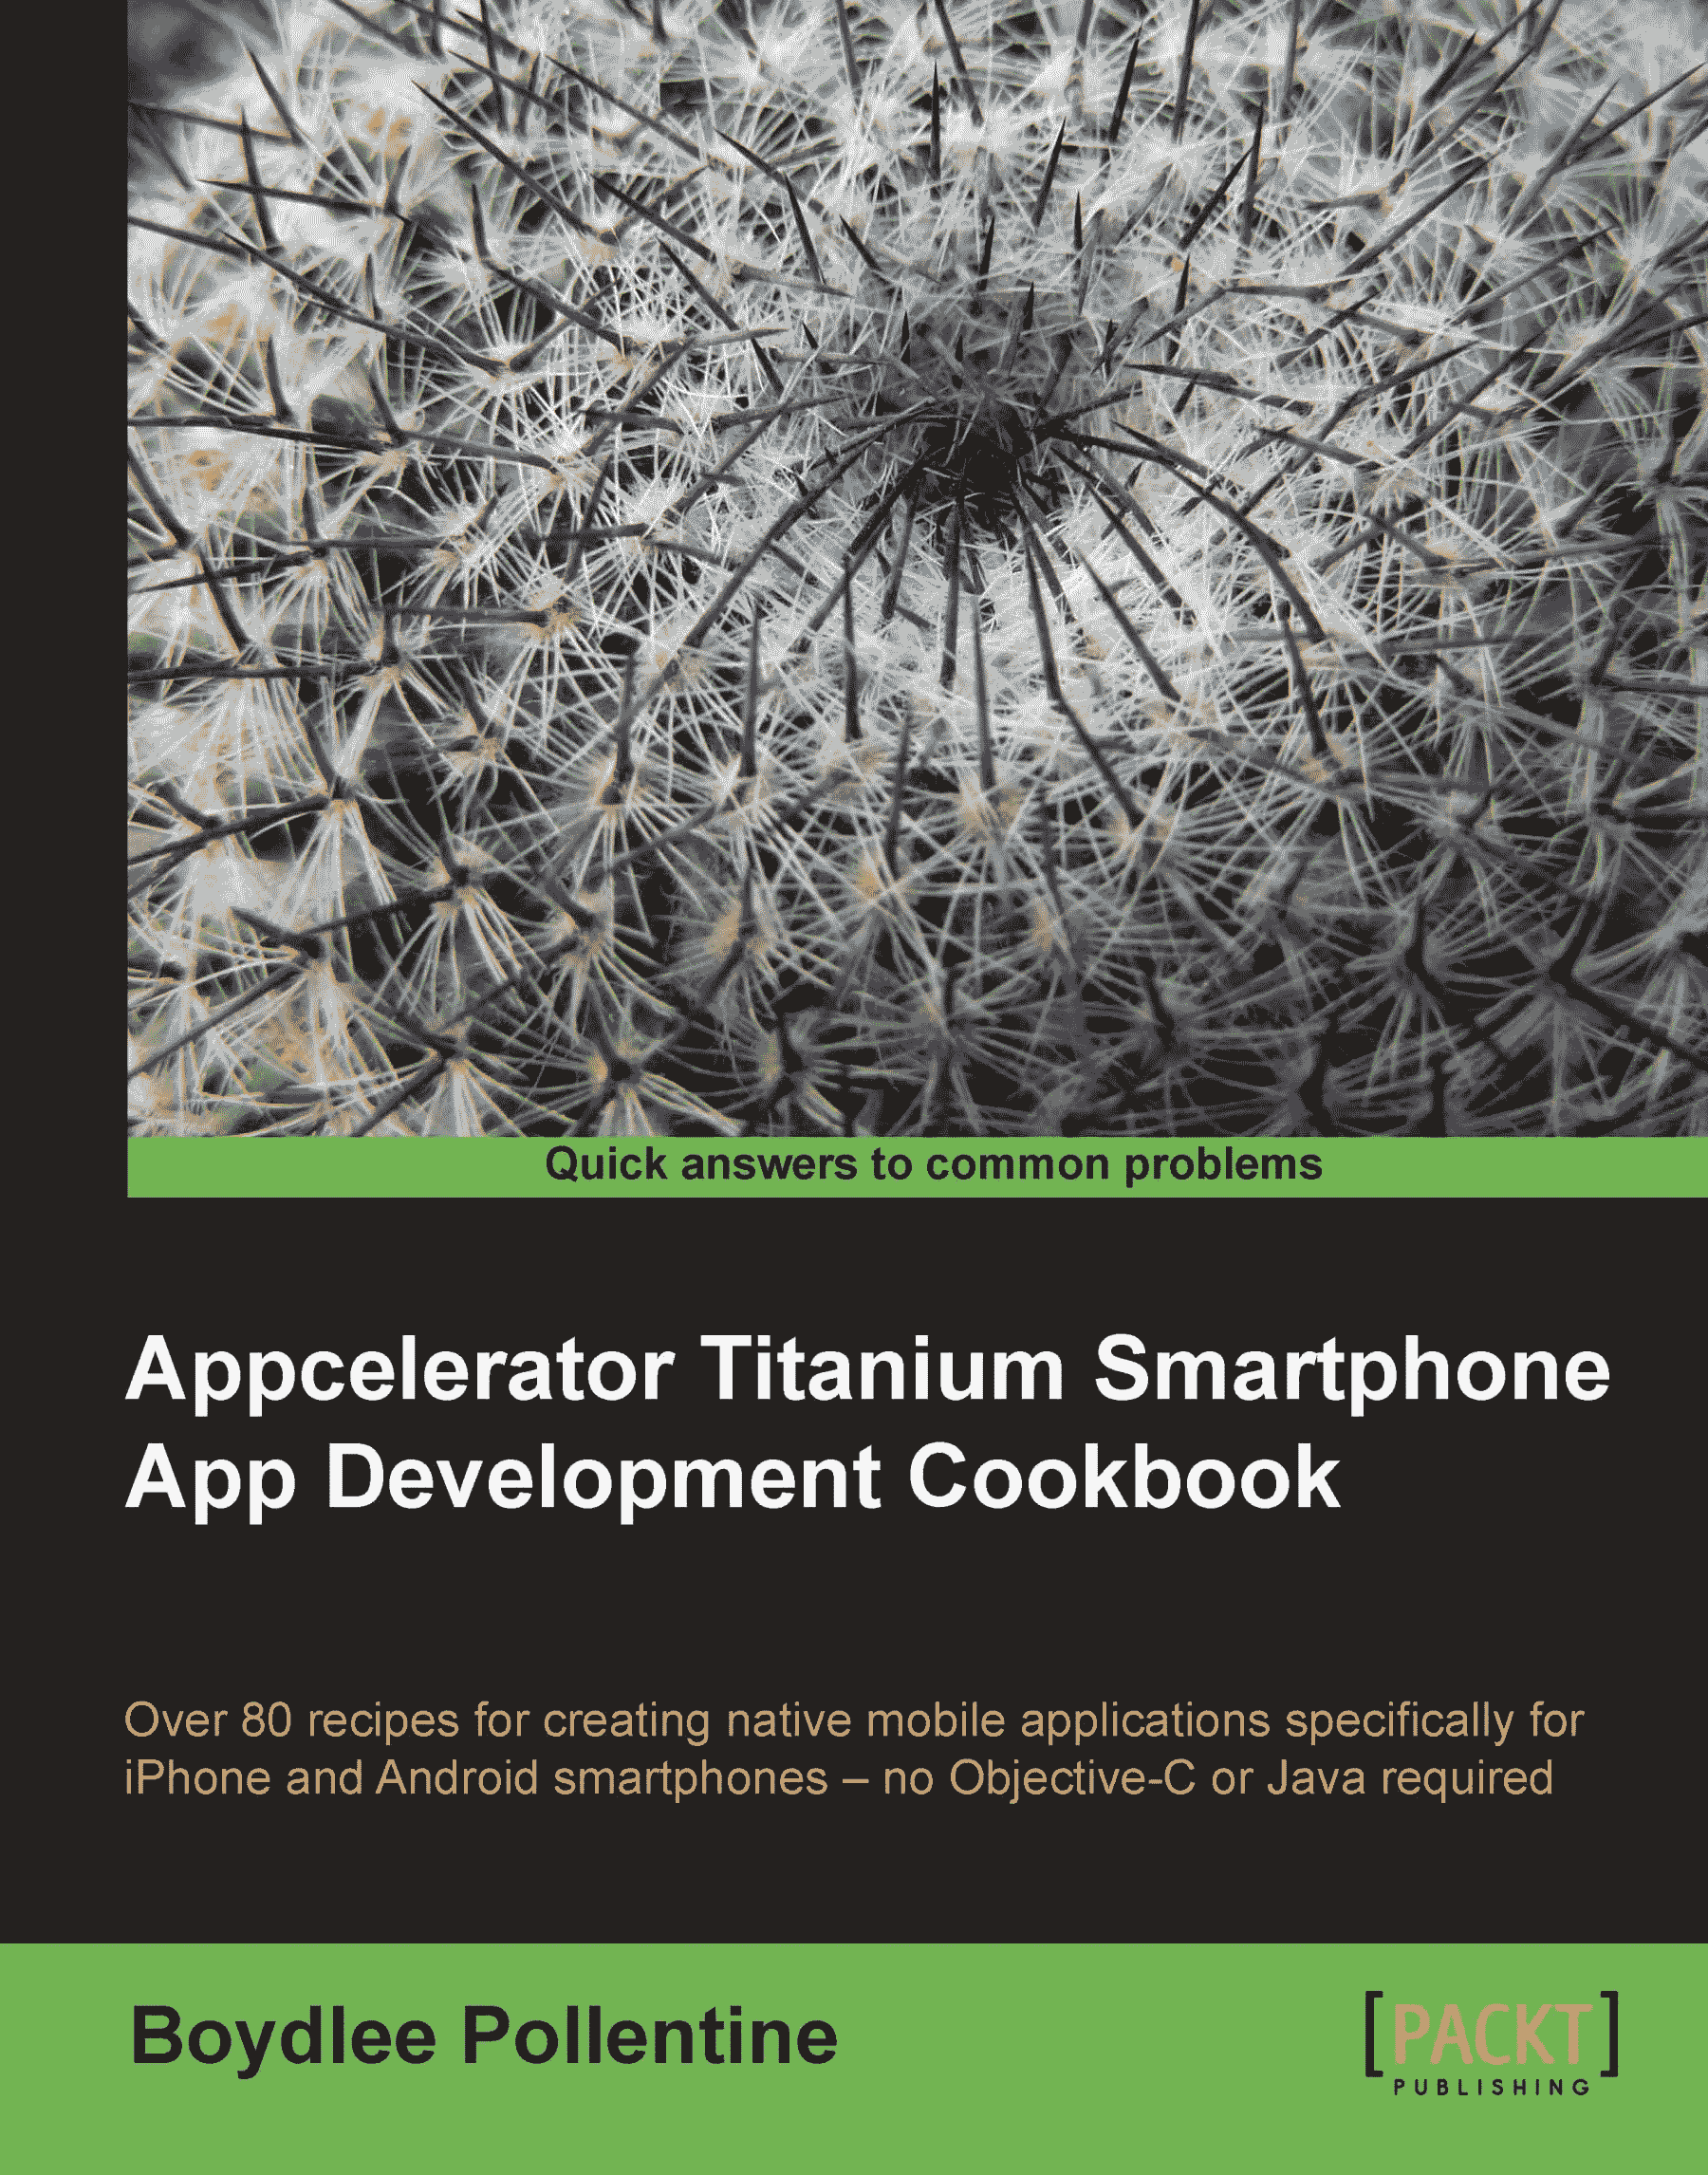 Quick answers to common problems
Appcelerator Titanium Smartphone
App Development Cookbook
Over 80 recipes for creating native mobile applications specifically for
iPhone and Android smartphones – no Objective-C or Java required
Boydlee Pollentine
[PACKT]
PUBLISHING